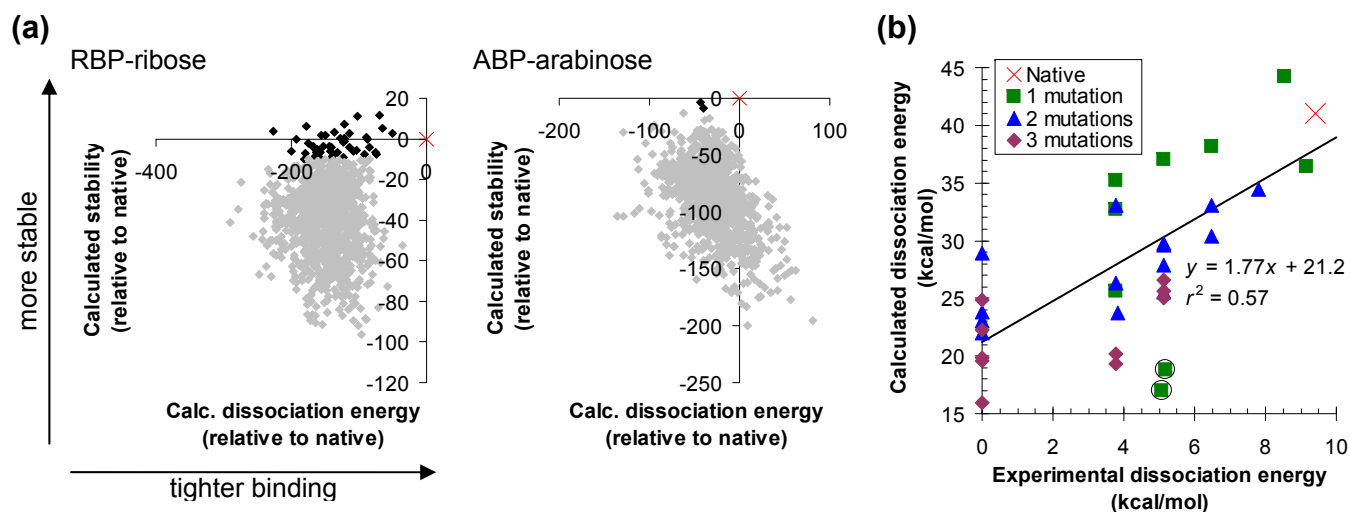 (a)
RBP-ribose
more stable
Calculated stability
(relative to native)
20
0
-20
-40
-60
-80
-100
-120
-400
-200
0
Calc. dissociation energy
(relative to native)
tighter binding
ABP-arabinose
Calculated stability
(relative to native)
0
-50
-100
-150
-200
-250
-200
-100
0
100
Calc. dissociation energy
(relative to native)
(b)
Calculated dissociation energy
(kcal/mol)
45
40
35
30
25
20
15
Native
1 mutation
2 mutations
3 mutations
y = 1.77x + 21.2
r² = 0.57
0 2 4 6 8 10
Experimental dissociation energy
(kcal/mol)